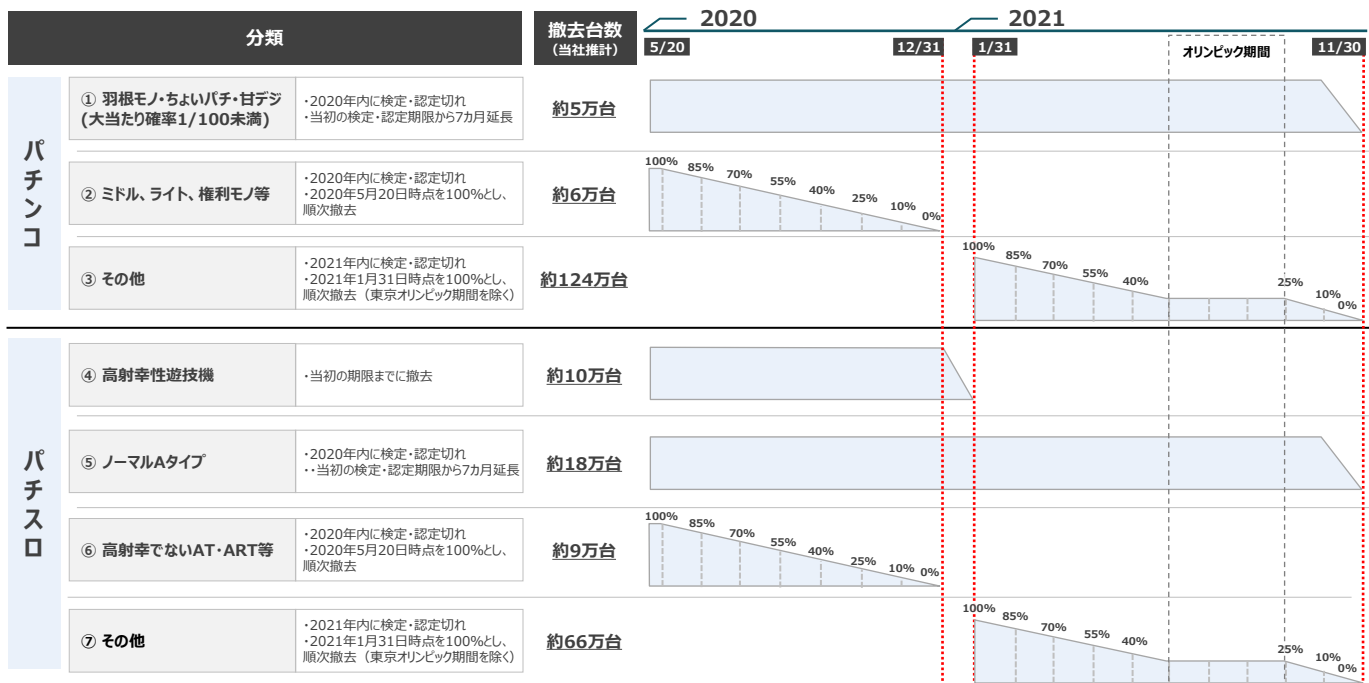 分類
撤去台数
(当社推計)
2020
2021
5/20
12/31
1/31
オリンピック期間
11/30
パチンコ
① 羽根モノ・ちょいパチ・甘デジ
(大当たり確率1/100未満)
・2020年内に検定・認定切れ
・当初の検定・認定期限から7カ月延長
約5万台
② ミドル、ライト、権利モノ等
・2020年内に検定・認定切れ
・2020年5月20日時点を100%とし、
順次撤去
約6万台
100%
85%
70%
55%
40%
25%
10%
0%
③ その他
・2021年内に検定・認定切れ
・2021年1月31日時点を100%とし、
順次撤去（東京オリンピック期間を除く）
約124万台
100%
85%
70%
55%
40%
25%
10%
0%
パチスロ
④ 高射幸性遊技機
・当初の期限までに撤去
約10万台
⑤ ノーマルAタイプ
・2020年内に検定・認定切れ
・・当初の検定・認定期限から7カ月延長
約18万台
⑥ 高射幸でないAT・ART等
・2020年内に検定・認定切れ
・2020年5月20日時点を100%とし、
順次撤去
約9万台
100%
85%
70%
55%
40%
25%
10%
0%
⑦ その他
・2021年内に検定・認定切れ
・2021年1月31日時点を100%とし、
順次撤去（東京オリンピック期間を除く）
約66万台
100%
85%
70%
55%
40%
25%
10%
0%